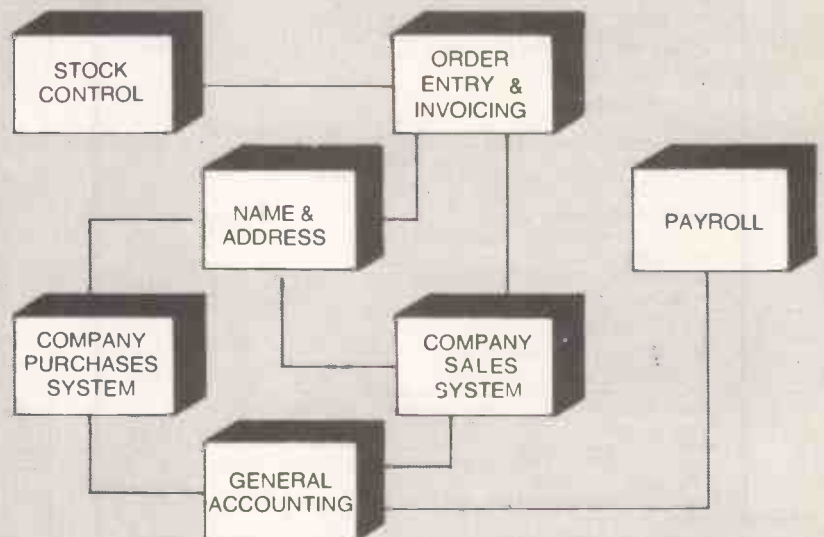 STOCK
CONTROL
ORDER
ENTRY &
INVOICING
NAME &
ADDRESS
PAYROLL
COMPANY
PURCHASES
SYSTEM
COMPANY
SALES
SYSTEM
GENERAL
ACCOUNTING